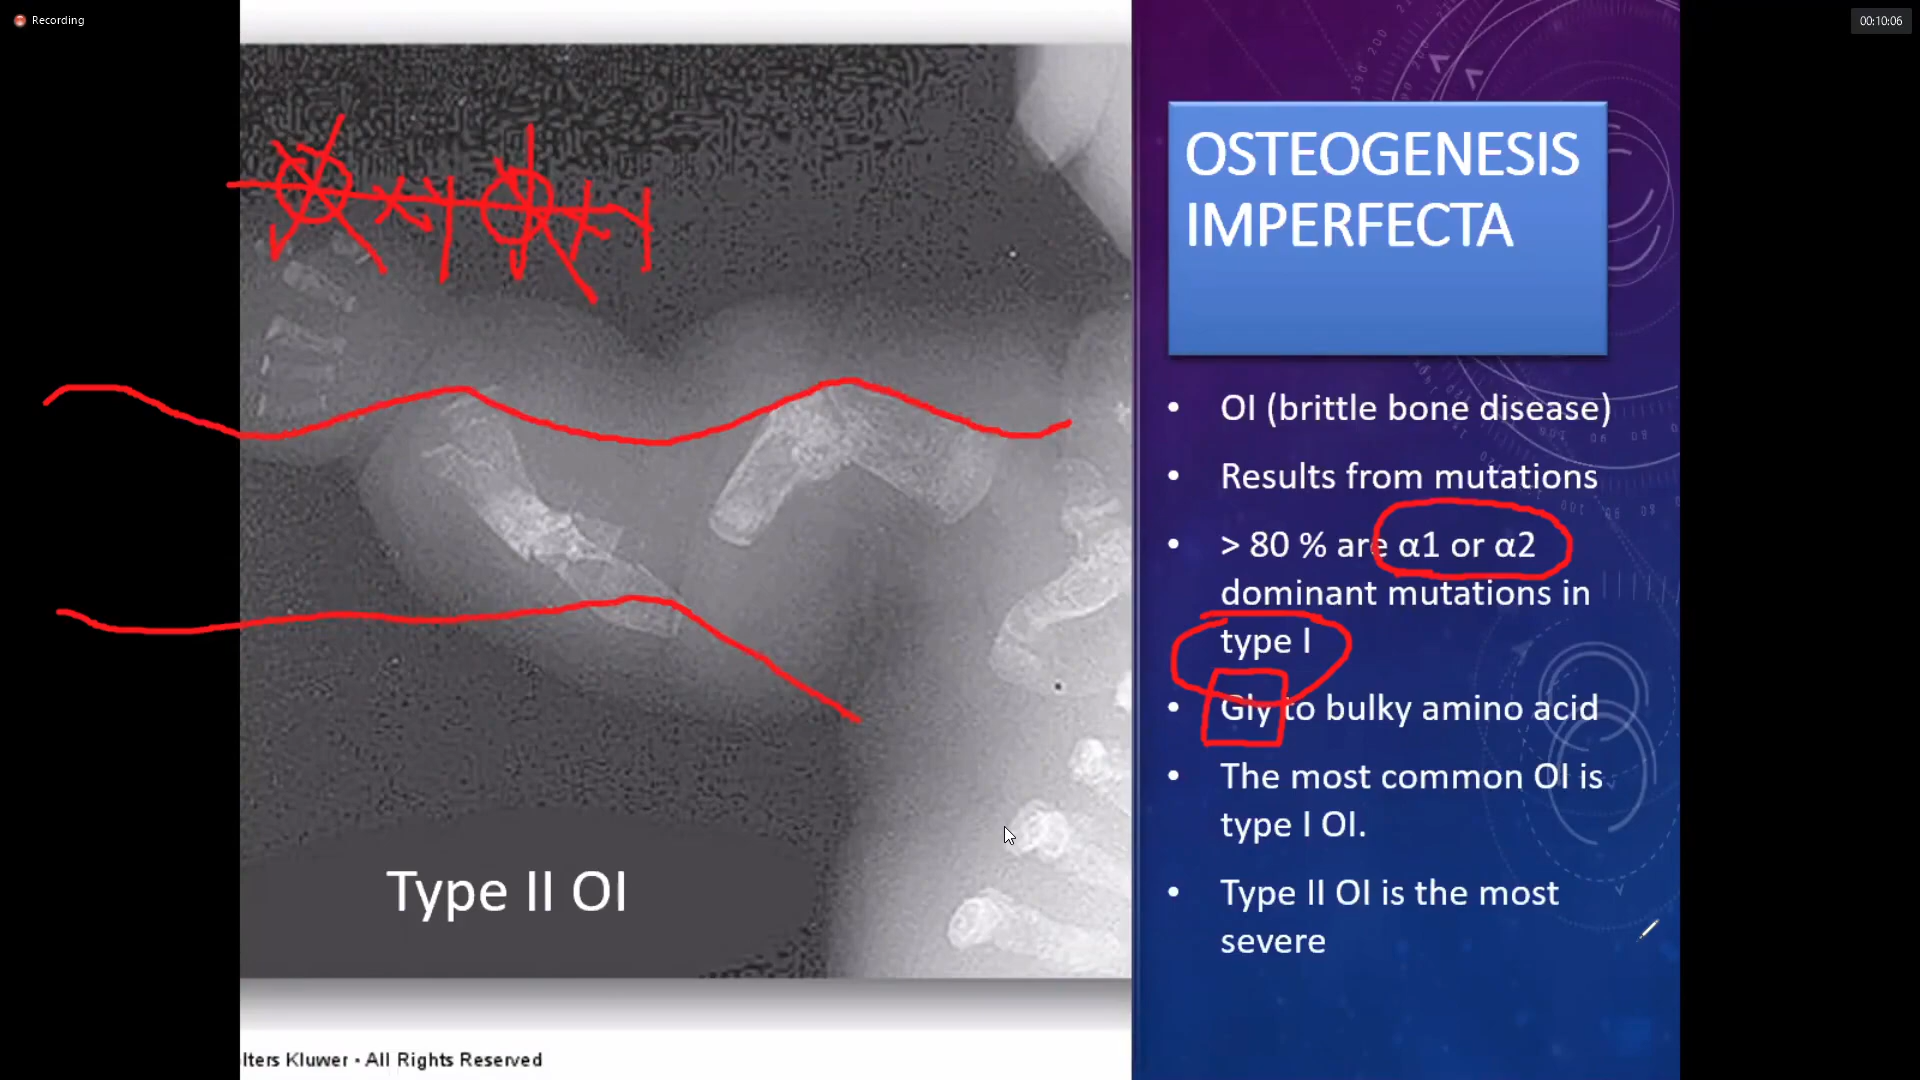 Recording
00:10:06
OSTEOGENESIS
IMPERFECTA
• OI (brittle bone disease)
• Results from mutations
• > 80 % are α1 or α2
dominant mutations in
type I
• Gly to bulky amino acid
• The most common OI is
type I OI.
• Type II OI is the most
severe
Type II OI
lters Kluwer • All Rights Reserved